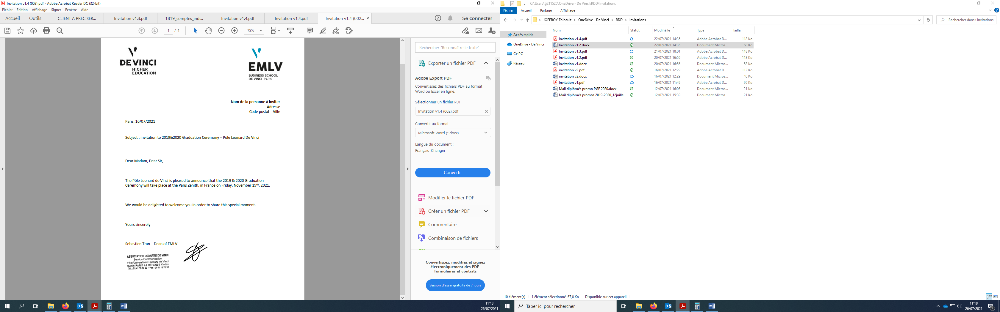 Invitation v1.4 (002).pdf - Adobe Acrobat Reader DC (32-bit)
Fichier Edition Affichage Signer Fenêtre Aide
Accueil Outils CLIENT A PRECISER... Invitation v1.3.pdf 1819_comptes_indi... Invitation v1.4.pdf Invitation v1.4.pdf Invitation v1.4 (002... × Se connecter
1 / 1 75%
DE VINCI
HIGHER
EDUCATION
EMLV
BUSINESS SCHOOL
DE VINCI PARIS
Nom de la personne à inviter
Adresse
Code postal – Ville
Paris, 16/07/2021
Subject : invitation to 2019&2020 Graduation Ceremony – Pôle Leonard De Vinci
Dear Madam, Dear Sir,
The Pôle Leonard de Vinci is pleased to announce that the 2019 & 2020 Graduation
Ceremony will take place at the Paris Zenith, in France on Friday, November 19th, 2021.
We would be delighted to welcome you in order to share this special moment.
Yours sincerely
Sebastien Tran – Dean of EMLV
ASSOCIATION LÉONARD DE VINCI
Service Communication
Pôle Universitaire Léonard de Vinci
92916 PARIS LA DÉFENSE Cedex
Tél. : 01 41 16 70 00 - Fax : 01 41 16 70 99
Rechercher "Reconnaître le texte"
Exporter un fichier PDF
Adobe Export PDF
Convertissez des fichiers PDF au format
Word ou Excel en ligne.
Sélectionner un fichier PDF
Invitation v1.4 (002).pdf
Convertir au format
Microsoft Word (*.docx)
Langue du document :
Français Changer
Convertir
Modifier le fichier PDF
Créer un fichier PDF
Commentaire
Combinaison de fichiers
Convertissez, modifiez et signez
électroniquement des PDF
formulaires et contrats
Version d'essai gratuite de 7 jours
11:18
26/07/2021
C:\Users\tj211520\OneDrive - De Vinci\RDD\Invitations
Fichier Accueil Partage Affichage
JOFFROY Thibault OneDrive - De Vinci RDD Invitations
Rechercher dans : Invitations
Accès rapide
OneDrive - De Vinci
Ce PC
Réseau
Nom Statut Modifié le Type Taille
Invitation v1.4.pdf 22/07/2021 14:35 Adobe Acrobat D... 118 Ko
Invitation v1.2.docx 22/07/2021 14:35 Document Micros... 68 Ko
Invitation v1.3.pdf 21/07/2021 18:01 Adobe Acrobat D... 118 Ko
Invitation v1.2.pdf 20/07/2021 16:59 Adobe Acrobat D... 113 Ko
Invitation v1.docx 20/07/2021 16:56 Document Micros... 58 Ko
invitation v2.pdf 16/07/2021 12:29 Adobe Acrobat D... 112 Ko
invitation v2.docx 16/07/2021 12:29 Document Micros... 40 Ko
Invitation v1.pdf 16/07/2021 11:49 Adobe Acrobat D... 95 Ko
Mail diplômés promo PGE 2020.docx 12/07/2021 16:05 Document Micros... 21 Ko
Mail diplômés promos 2019-2020_12juille... 12/07/2021 15:39 Document Micros... 21 Ko
10 élément(s) 1 élément sélectionné 67,8 Ko Disponible sur cet appareil
Taper ici pour rechercher
11:18
26/07/2021
2